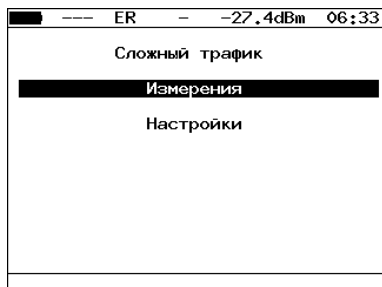 --- ER - -27.4dBm 06:33
Сложный трафик
Измерения
Настройки